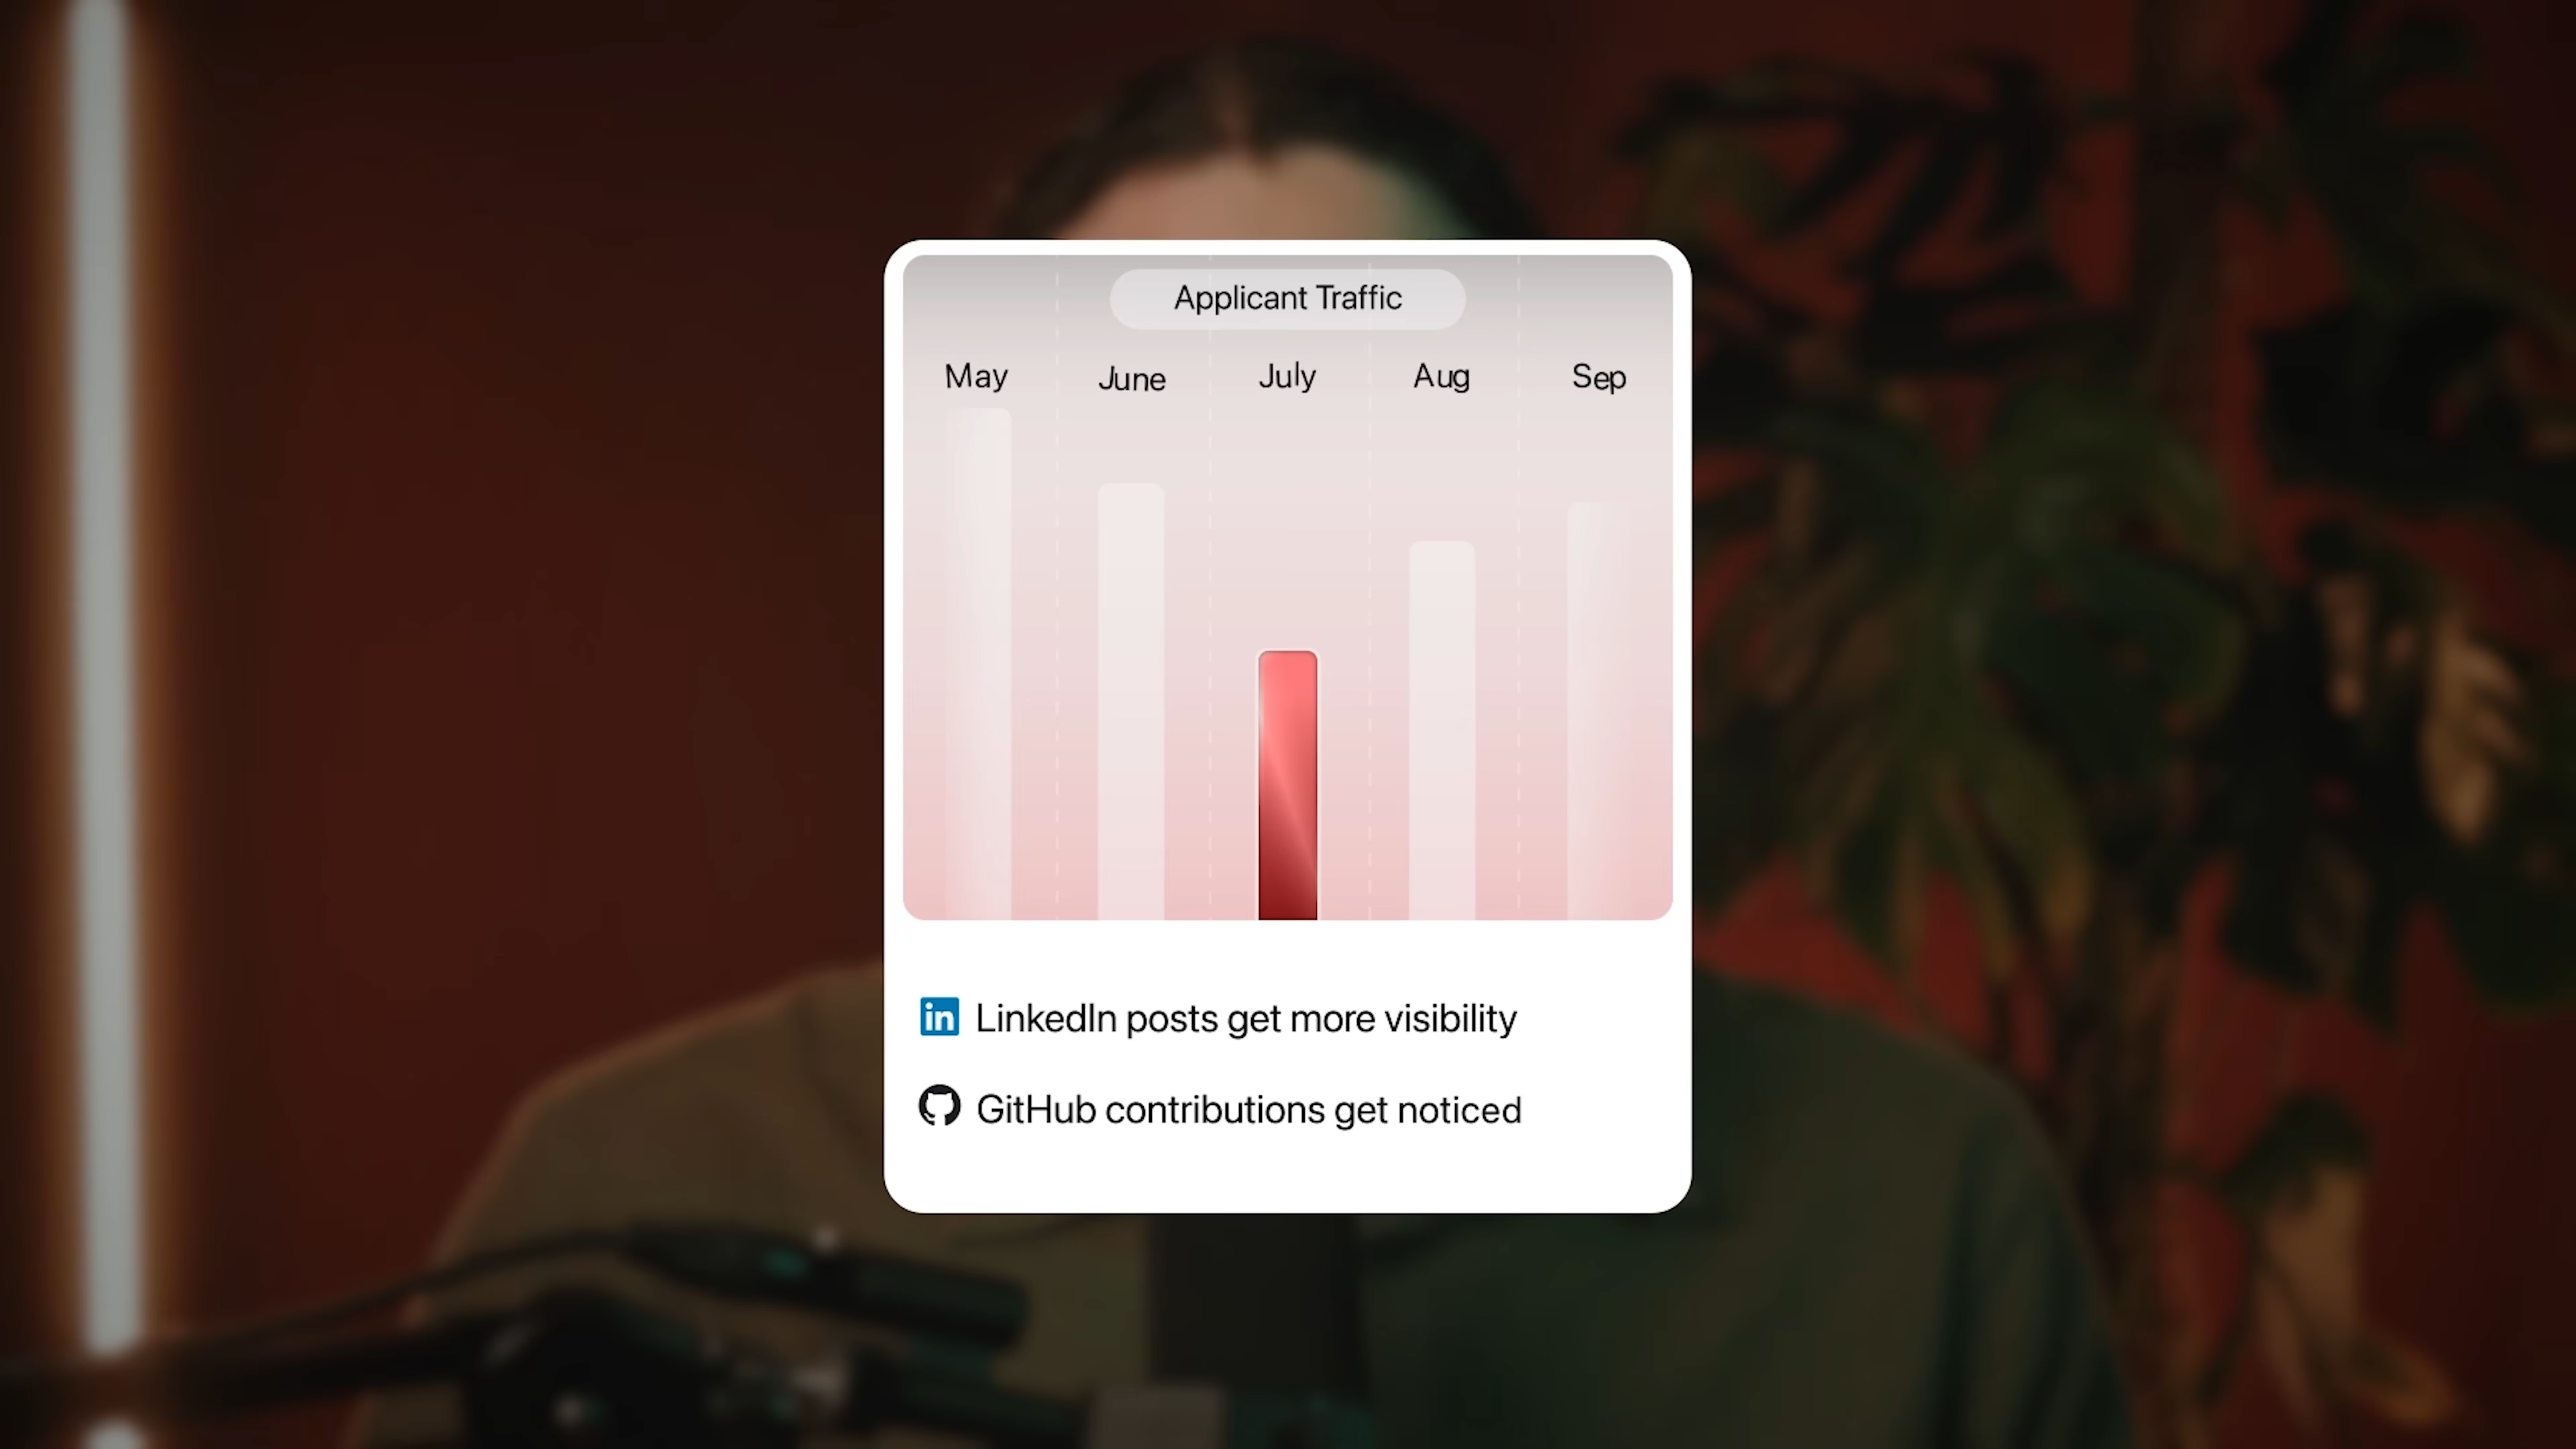 Applicant Traffic
May June July Aug Sep
LinkedIn posts get more visibility
GitHub contributions get noticed